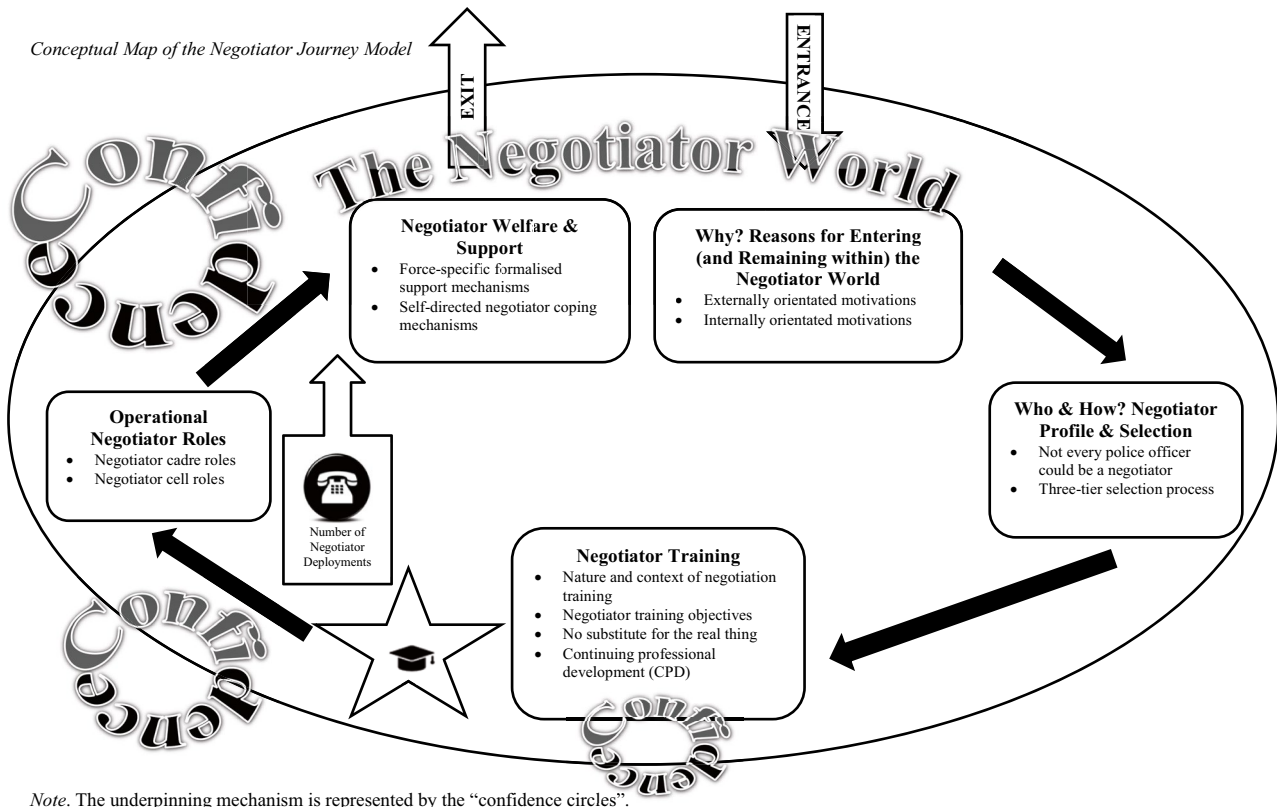 Conceptual Map of the Negotiator Journey Model
EXIT
ENTRANCE
The Negotiator World
Confidence
Negotiator Welfare &
Support
• Force-specific formalised
support mechanisms
• Self-directed negotiator coping
mechanisms
Why? Reasons for Entering
(and Remaining within) the
Negotiator World
• Externally orientated motivations
• Internally orientated motivations
Who & How? Negotiator
Profile & Selection
• Not every police officer
could be a negotiator
• Three-tier selection process
Negotiator Training
• Nature and context of negotiation
training
• Negotiator training objectives
• No substitute for the real thing
• Continuing professional
development (CPD)
Confidence
Confidence
Operational
Negotiator Roles
• Negotiator cadre roles
• Negotiator cell roles
Number of
Negotiator
Deployments
Note. The underpinning mechanism is represented by the “confidence circles”.